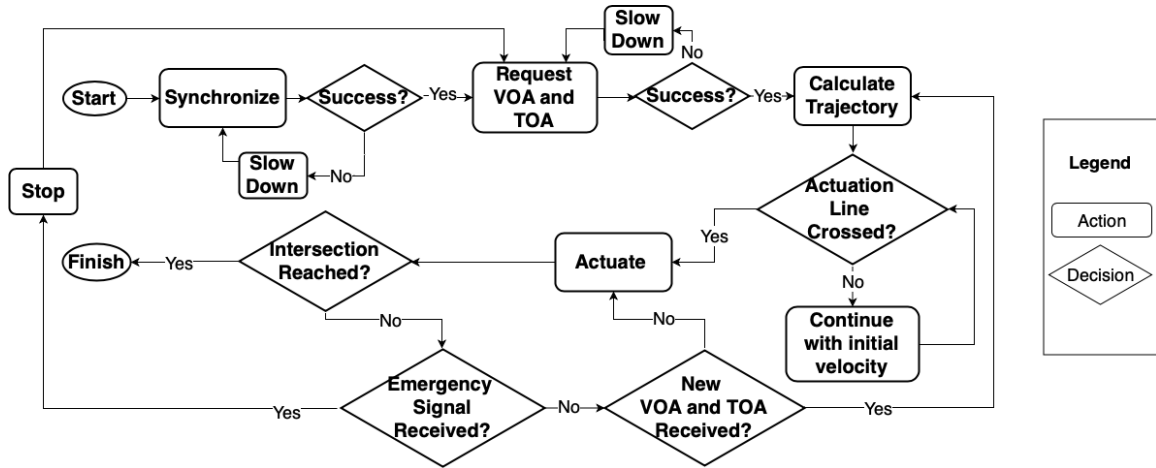 Slow
Down
No
Start
Synchronize
Success?
Yes
Request
VOA and
TOA
Success?
Yes
Calculate
Trajectory
Slow
Down
No
Stop
Actuation
Line
Crossed?
Yes
No
Legend
Action
Decision
Finish
Yes
Intersection
Reached?
Actuate
Continue
with initial
velocity
No
No
Yes
Emergency
Signal
Received?
No
New
VOA and TOA
Received?
Yes